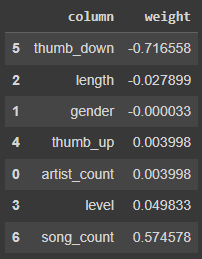 column weight
5 thumb_down -0.716558
2 length -0.027899
1 gender -0.000033
4 thumb_up 0.003998
0 artist_count 0.003998
3 level 0.049833
6 song_count 0.574578